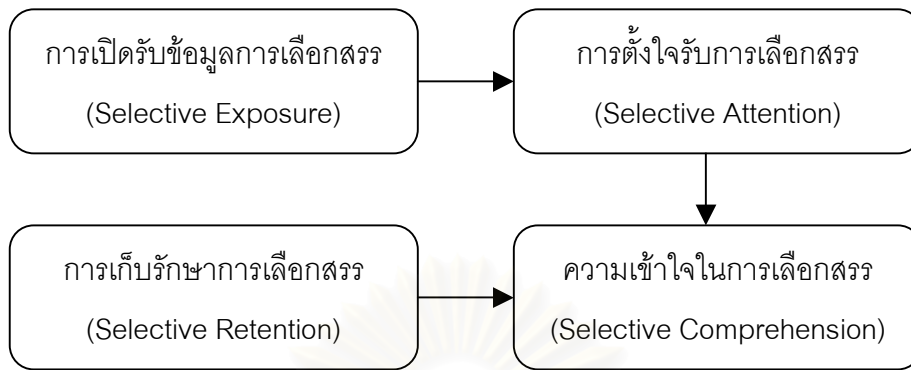 การเปิดรับข้อมูลการเลือกสรร
(Selective Exposure)
การตั้งใจรับการเลือกสรร
(Selective Attention)
การเก็บรักษาการเลือกสรร
(Selective Retention)
ความเข้าใจในการเลือกสรร
(Selective Comprehension)